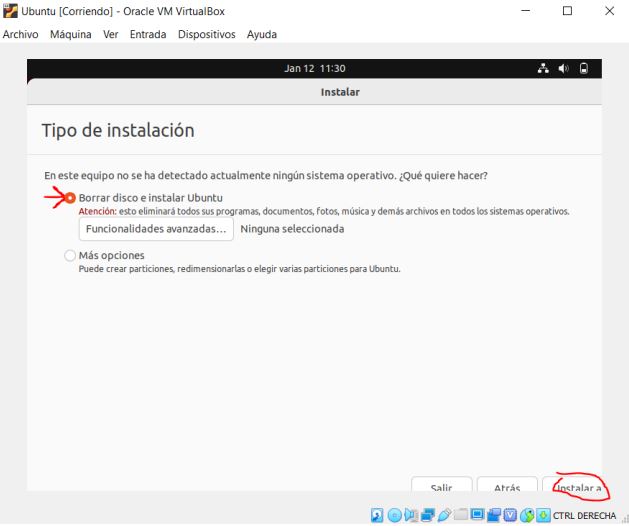 Ubuntu [Corriendo] - Oracle VM VirtualBox
Archivo Máquina Ver Entrada Dispositivos Ayuda
Jan 12 11:30
Instalar
Tipo de instalación
En este equipo no se ha detectado actualmente ningún sistema operativo. ¿Qué quiere hacer?
Borrar disco e instalar Ubuntu
Atención: esto eliminará todos sus programas, documentos, fotos, música y demás archivos en todos los sistemas operativos.
Funcionalidades avanzadas... Ninguna seleccionada
Más opciones
Puede crear particiones, redimensionarlas o elegir varias particiones para Ubuntu.
Salir Atrás Instalar a
CTRL DERECHA